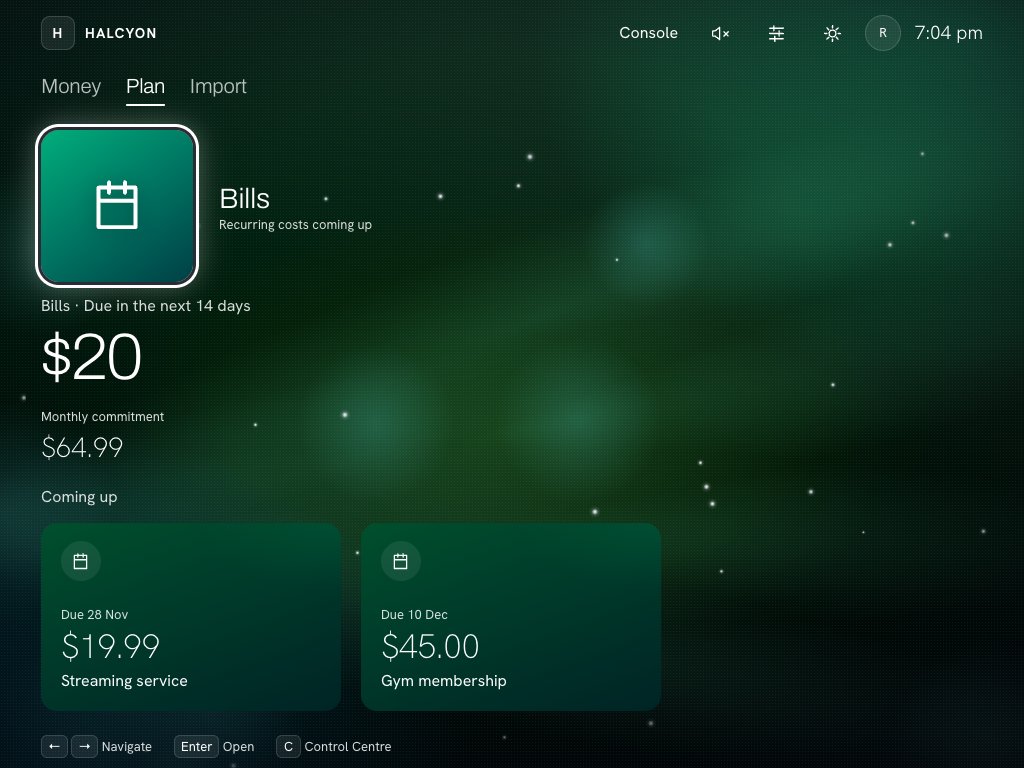 H HALCYON
Console
R
7:04 pm
Money Plan Import
Bills
Recurring costs coming up
Bills · Due in the next 14 days
$20
Monthly commitment
$64.99
Coming up
Due 28 Nov
$19.99
Streaming service
Due 10 Dec
$45.00
Gym membership
← → Navigate Enter Open C Control Centre